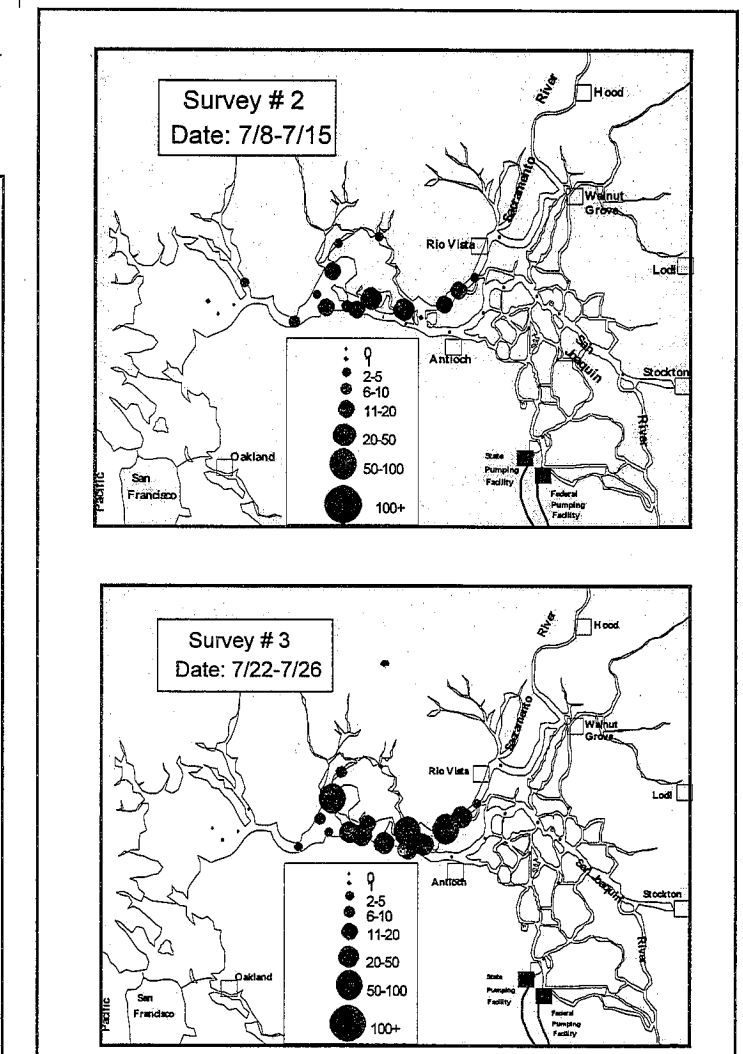 Survey # 2
Date: 7/8-7/15
River
Hood
Sacramento
Walnut
Grove
Rio Vista
Lodi
Antioch
San
Joaquin
Stockton
River
0
1
2-5
6-10
11-20
20-50
50-100
100+
Oakland
San
Francisco
Pacific
State
Pumping
Facility
Federal
Pumping
Facility
Survey # 3
Date: 7/22-7/26
River
Hood
Sacramento
Walnut
Grove
Rio Vista
Lodi
Antioch
San Joaquin
Stockton
River
0
1
2-5
6-10
11-20
20-50
50-100
100+
Oakland
San
Francisco
Pacific
State
Pumping
Facility
Federal
Pumping
Facility